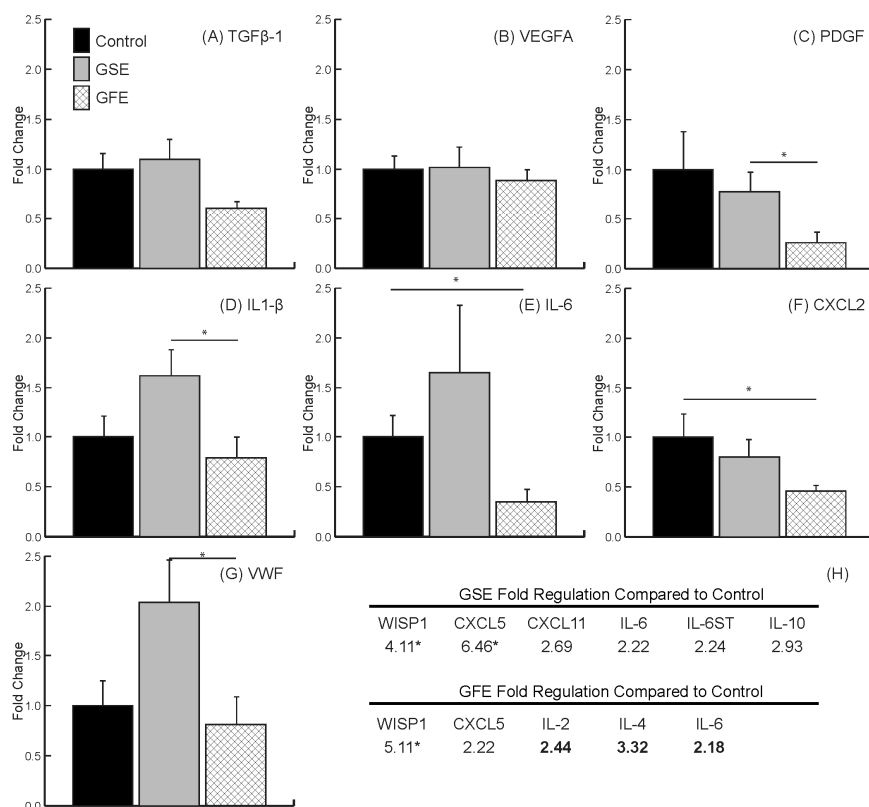 2.5
2.0
1.5
1.0
0.5
0.0
Fold Change
Control
GSE
GFE
(A) TGFβ-1
2.5
2.0
1.5
1.0
0.5
0.0
Fold Change
(B) VEGFA
2.5
2.0
1.5
1.0
0.5
0.0
Fold Change
(C) PDGF
*
2.5
2.0
1.5
1.0
0.5
0.0
Fold Change
(D) IL1-β
*
2.5
2.0
1.5
1.0
0.5
0.0
Fold Change
*
(E) IL-6
2.5
2.0
1.5
1.0
0.5
0.0
Fold Change
(F) CXCL2
*
2.5
2.0
1.5
1.0
0.5
0.0
Fold Change
*
(G) VWF
(H)
GSE Fold Regulation Compared to Control
WISP1 CXCL5 CXCL11 IL-6 IL-6ST IL-10
4.11* 6.46* 2.69 2.22 2.24 2.93
GFE Fold Regulation Compared to Control
WISP1 CXCL5 IL-2 IL-4 IL-6
5.11* 2.22 2.44 3.32 2.18